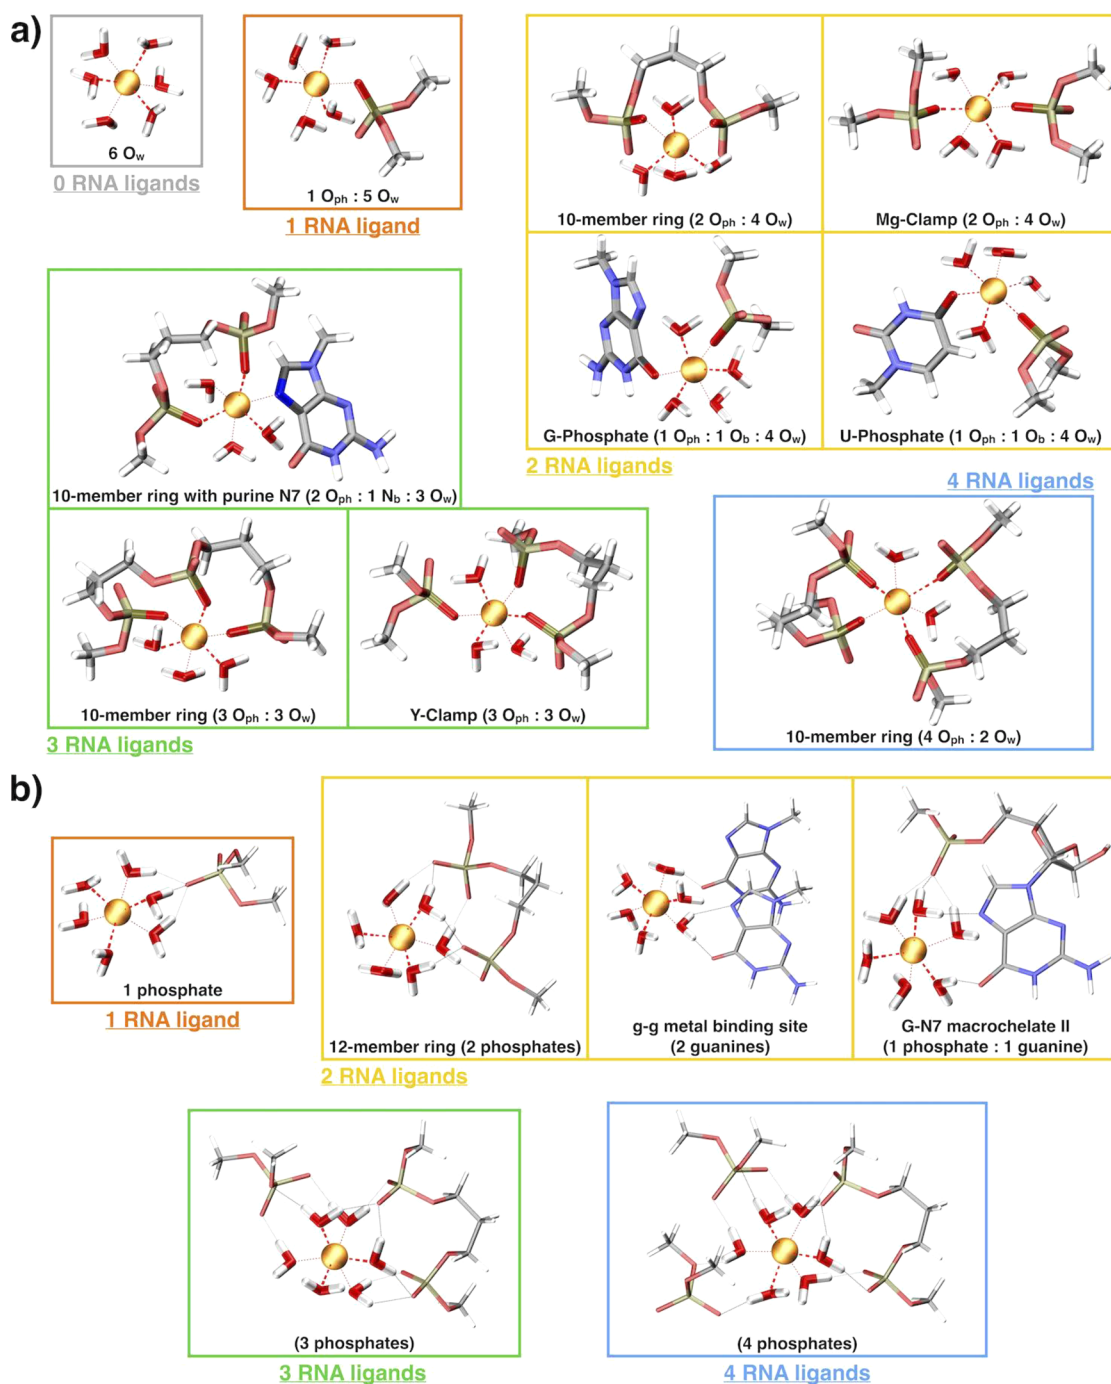 a)
6 Ow
0 RNA ligands
1 Oph : 5 Ow
1 RNA ligand
10-member ring (2 Oph : 4 Ow)
Mg-Clamp (2 Oph : 4 Ow)
G-Phosphate (1 Oph : 1 Ob : 4 Ow)
U-Phosphate (1 Oph : 1 Ob : 4 Ow)
2 RNA ligands
10-member ring with purine N7 (2 Oph : 1 Nb : 3 Ow)
10-member ring (3 Oph : 3 Ow)
Y-Clamp (3 Oph : 3 Ow)
3 RNA ligands
4 RNA ligands
10-member ring (4 Oph : 2 Ow)
b)
1 phosphate
1 RNA ligand
12-member ring (2 phosphates)
g-g metal binding site
(2 guanines)
G-N7 macrochelate II
(1 phosphate : 1 guanine)
2 RNA ligands
(3 phosphates)
3 RNA ligands
(4 phosphates)
4 RNA ligands